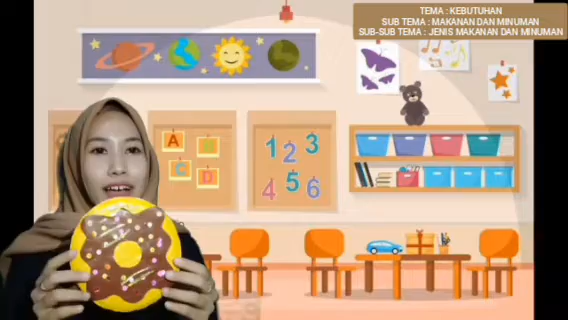 TEMA : KEBUTUHAN
SUB TEMA : MAKANAN DAN MINUMAN
SUB-SUB TEMA : JENIS MAKANAN DAN MINUMAN
A
B
C
D
1 2 3
4 5 6